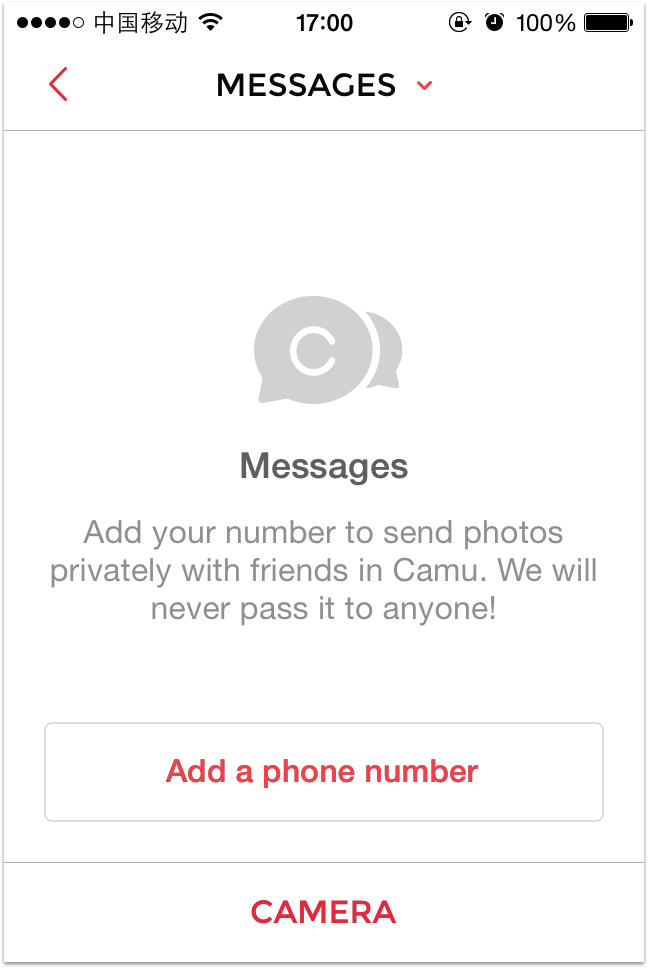 中国移动 17:00 100%
MESSAGES
C
Messages
Add your number to send photos
privately with friends in Camu. We will
never pass it to anyone!
Add a phone number
CAMERA